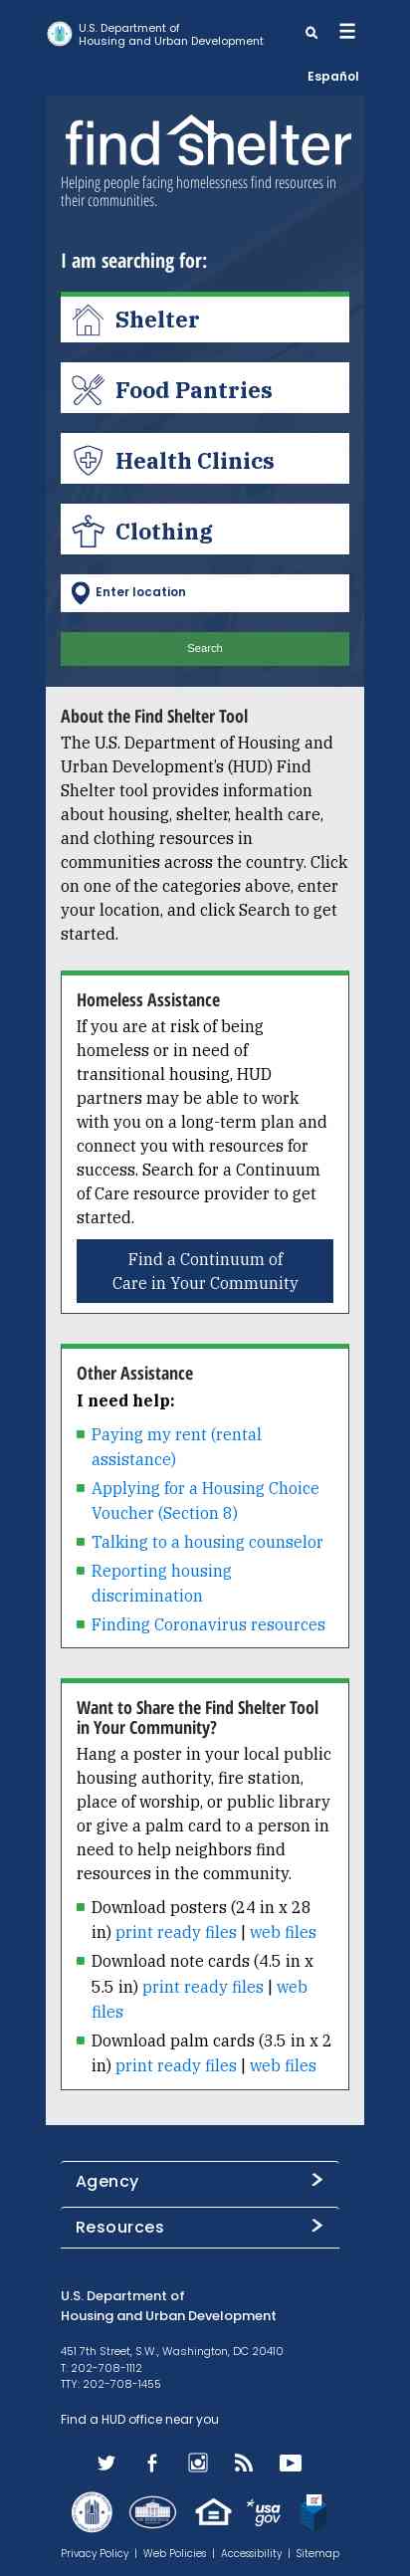 U.S. Department of
Housing and Urban Development
Español
find shelter
Helping people facing homelessness find resources in
their communities.
I am searching for:
Shelter
Food Pantries
Health Clinics
Clothing
Enter location
Search
About the Find Shelter Tool
The U.S. Department of Housing and
Urban Development’s (HUD) Find
Shelter tool provides information
about housing, shelter, health care,
and clothing resources in
communities across the country. Click
on one of the categories above, enter
your location, and click Search to get
started.
Homeless Assistance
If you are at risk of being
homeless or in need of
transitional housing, HUD
partners may be able to work
with you on a long-term plan and
connect you with resources for
success. Search for a Continuum
of Care resource provider to get
started.
Find a Continuum of
Care in Your Community
Other Assistance
I need help:
Paying my rent (rental
assistance)
Applying for a Housing Choice
Voucher (Section 8)
Talking to a housing counselor
Reporting housing
discrimination
Finding Coronavirus resources
Want to Share the Find Shelter Tool
in Your Community?
Hang a poster in your local public
housing authority, fire station,
place of worship, or public library
or give a palm card to a person in
need to help neighbors find
resources in the community.
Download posters (24 in x 28
in) print ready files | web files
Download note cards (4.5 in x
5.5 in) print ready files | web
files
Download palm cards (3.5 in x 2
in) print ready files | web files
Agency
Resources
U.S. Department of
Housing and Urban Development
451 7th Street, S.W., Washington, DC 20410
T: 202-708-1112
TTY: 202-708-1455
Find a HUD office near you
usa
gov
Privacy Policy | Web Policies | Accessibility | Sitemap